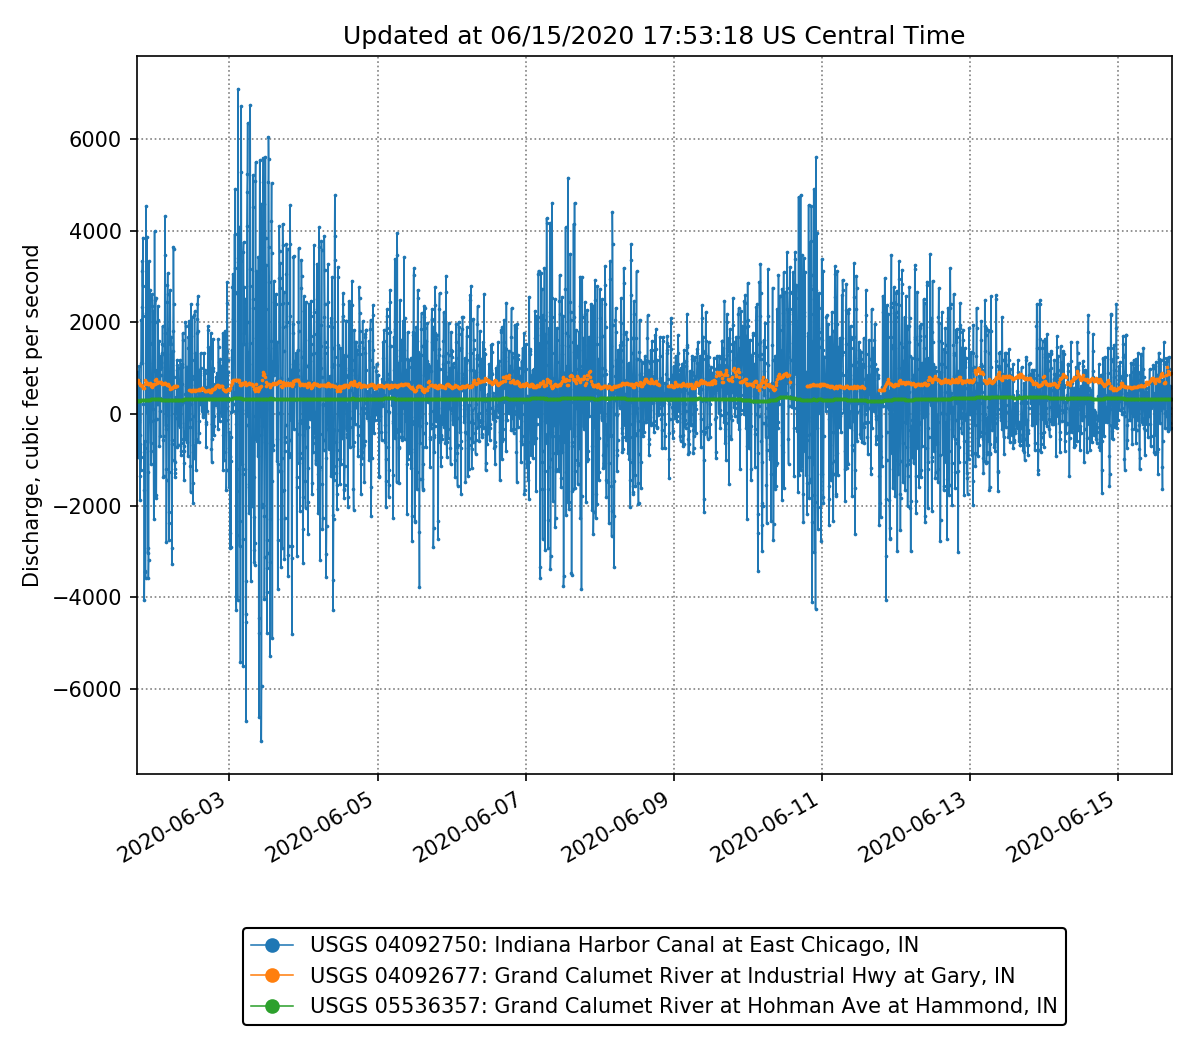 Updated at 06/15/2020 17:53:18 US Central Time
Discharge, cubic feet per second
6000
4000
2000
0
−2000
−4000
−6000
2020-06-03
2020-06-05
2020-06-07
2020-06-09
2020-06-11
2020-06-13
2020-06-15
USGS 04092750: Indiana Harbor Canal at East Chicago, IN
USGS 04092677: Grand Calumet River at Industrial Hwy at Gary, IN
USGS 05536357: Grand Calumet River at Hohman Ave at Hammond, IN